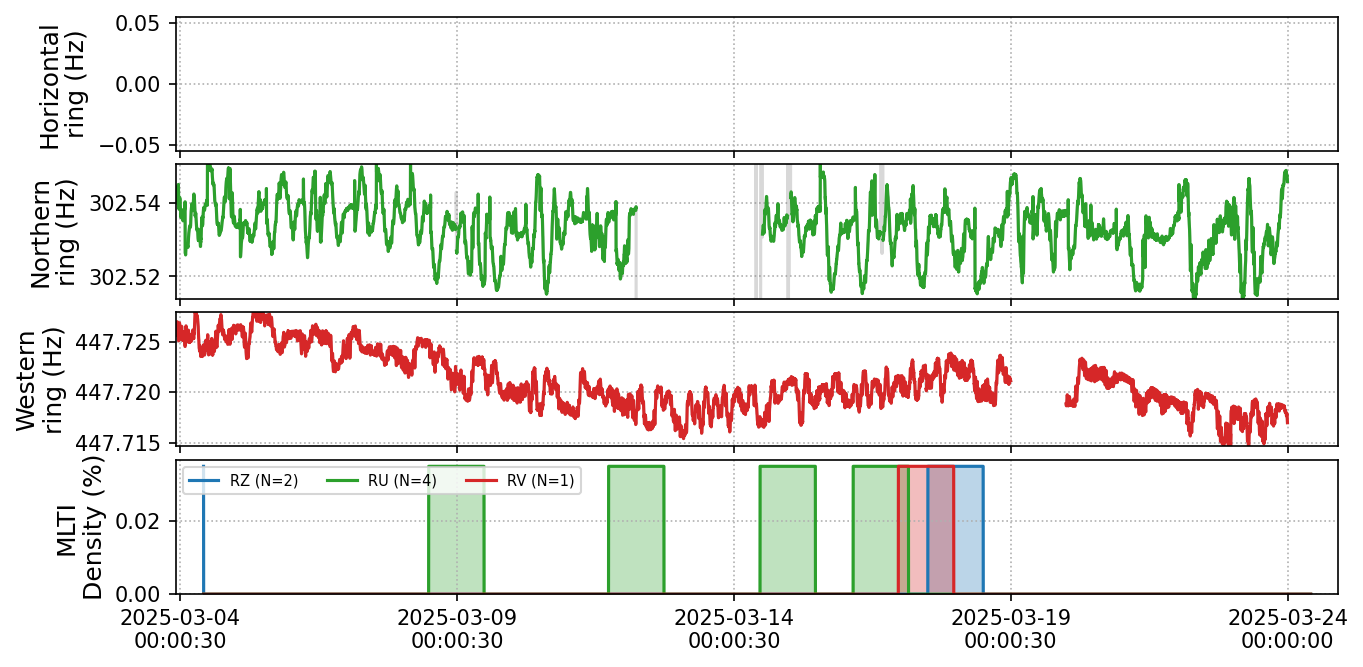 Horizontal
ring (Hz)
0.05
0.00
−0.05
Northern
ring (Hz)
302.54
302.52
Western
ring (Hz)
447.725
447.720
447.715
MLTI
Density (%)
0.02
0.00
RZ (N=2)
RU (N=4)
RV (N=1)
2025-03-04
00:00:30
2025-03-09
00:00:30
2025-03-14
00:00:30
2025-03-19
00:00:30
2025-03-24
00:00:00